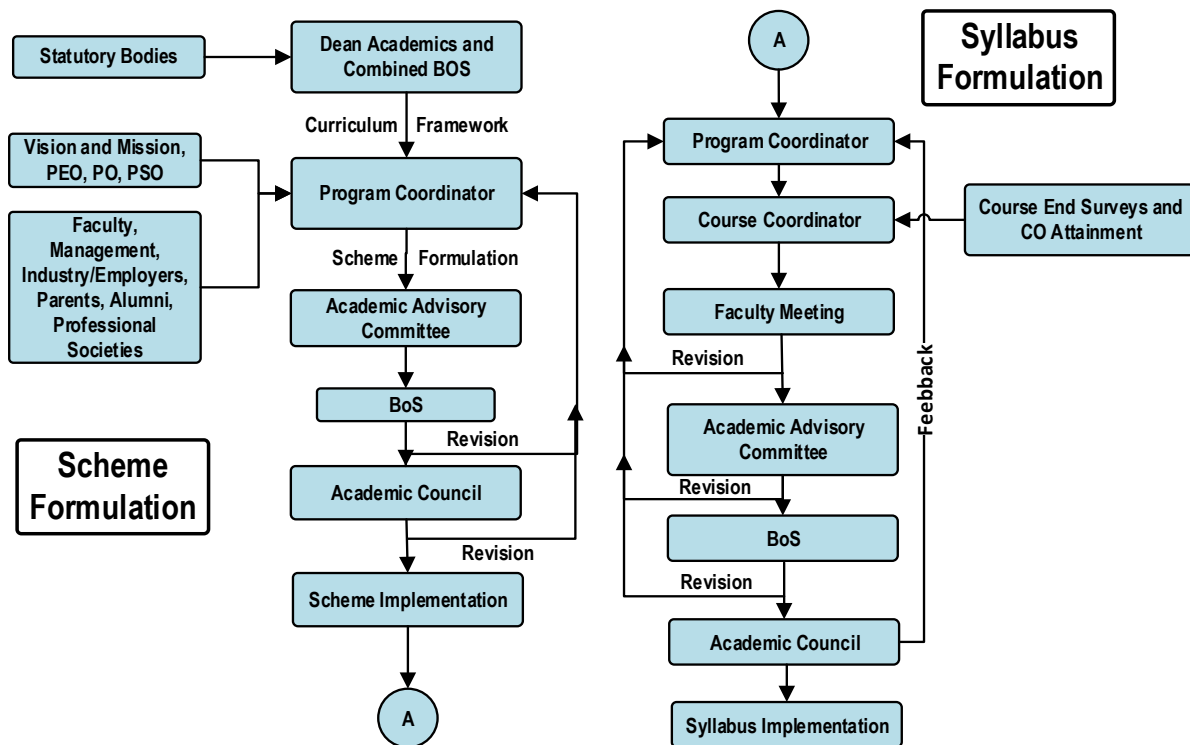 Statutory Bodies
Dean Academics and
Combined BOS
Curriculum Framework
Vision and Mission,
PEO, PO, PSO
Program Coordinator
Faculty,
Management,
Industry/Employers,
Parents, Alumni,
Professional
Societies
Scheme Formulation
Academic Advisory
Committee
BoS
Revision
Scheme
Formulation
Academic Council
Revision
Scheme Implementation
A
Syllabus
Formulation
A
Program Coordinator
Course Coordinator
Course End Surveys and
CO Attainment
Faculty Meeting
Revision
Feebback
Academic Advisory
Committee
Revision
BoS
Revision
Academic Council
Syllabus Implementation